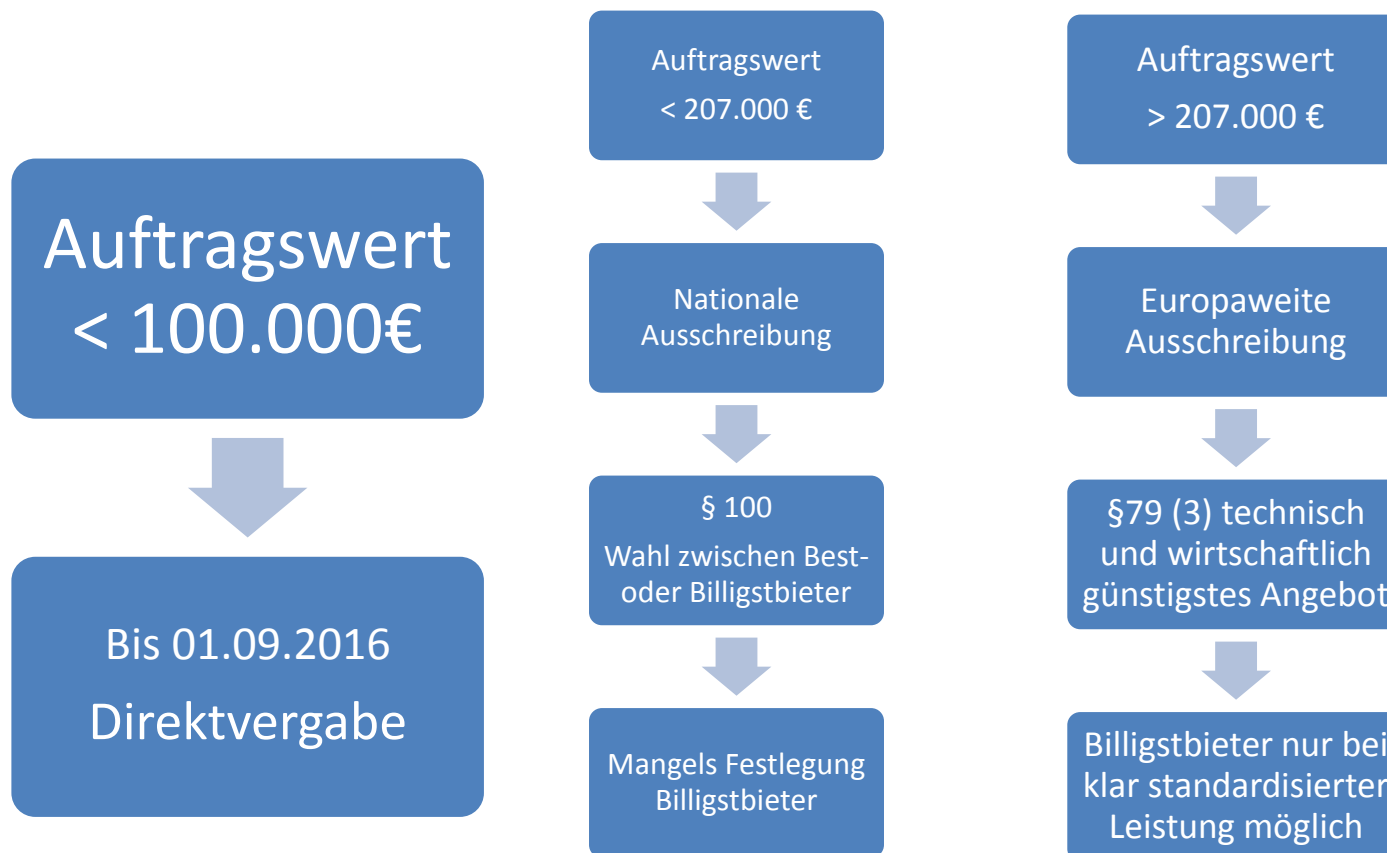 Auftragswert
< 100.000€
Bis 01.09.2016
Direktvergabe
Auftragswert
< 207.000 €
Nationale
Ausschreibung
§ 100
Wahl zwischen Best-
oder Billigstbieter
Mangels Festlegung
Billigstbieter
Auftragswert
> 207.000 €
Europaweite
Ausschreibung
§79 (3) technisch
und wirtschaftlich
günstigstes Angebot
Billigstbieter nur bei
klar standardisierter
Leistung möglich